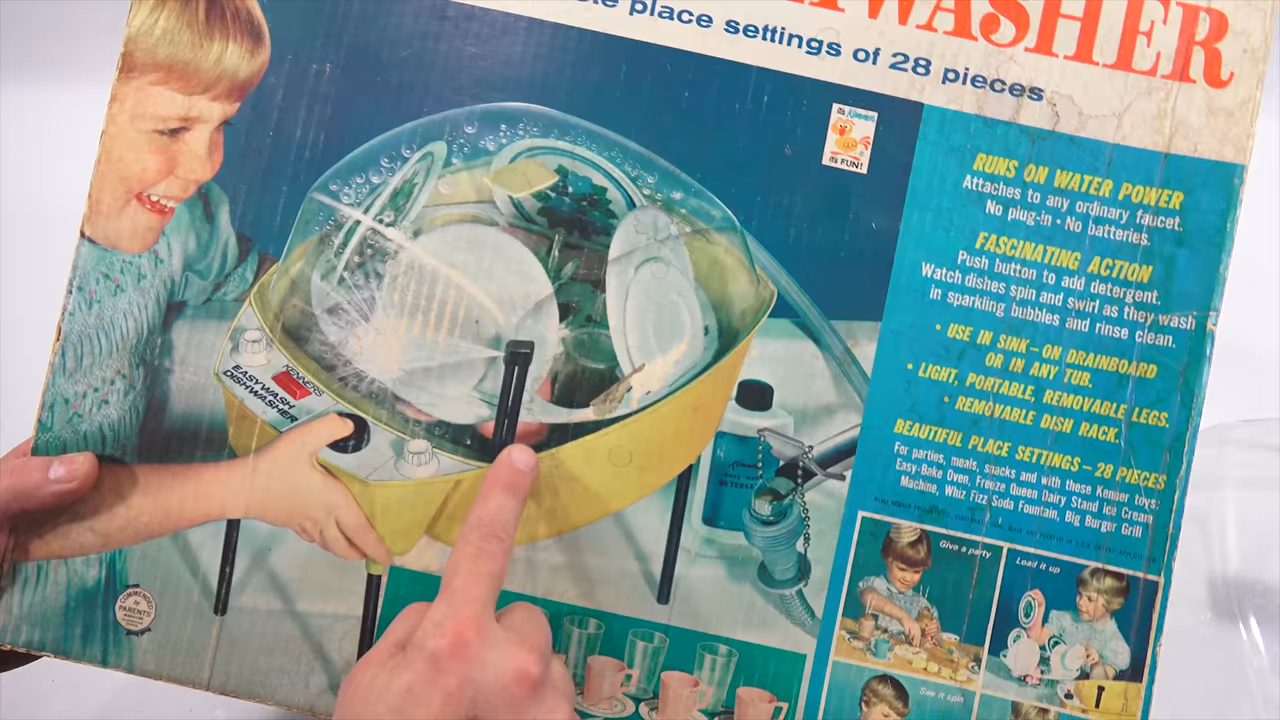 WASHER
place settings of 28 pieces
it's Kenner
it's FUN!
RUNS ON WATER POWER
Attaches to any ordinary faucet.
No plug-in • No batteries.
FASCINATING ACTION
Push button to add detergent.
Watch dishes spin and swirl as they wash
in sparkling bubbles and rinse clean.
• USE IN SINK – ON DRAINBOARD
OR IN ANY TUB.
• LIGHT, PORTABLE, REMOVABLE LEGS.
• REMOVABLE DISH RACK.
BEAUTIFUL PLACE SETTINGS – 28 PIECES
For parties, meals, snacks and with these Kenner toys:
Easy-Bake Oven, Freeze Queen Dairy Stand Ice Cream
Machine, Whiz Fizz Soda Fountain, Big Burger Grill
KENNER'S
EASYWASH
DISHWASHER
COMMENDED
by
PARENTS'
Give a party
Load it up
Saw it spin